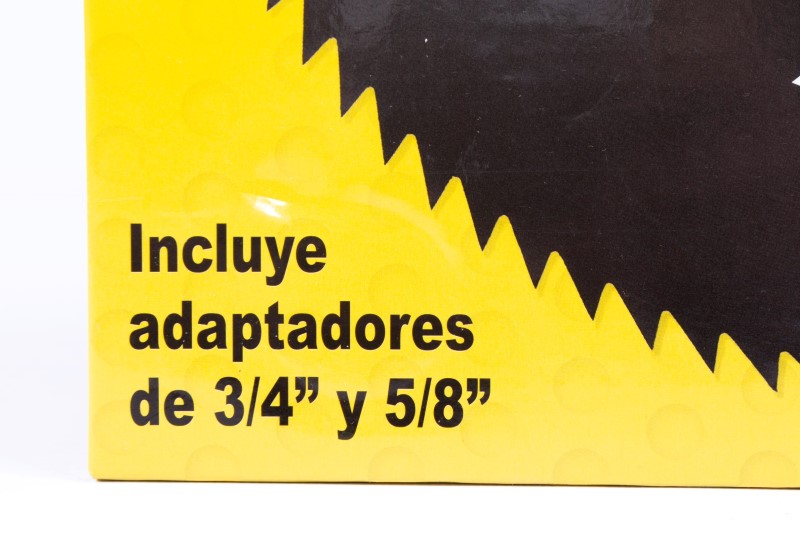 Incluye
adaptadores
de 3/4” y 5/8”